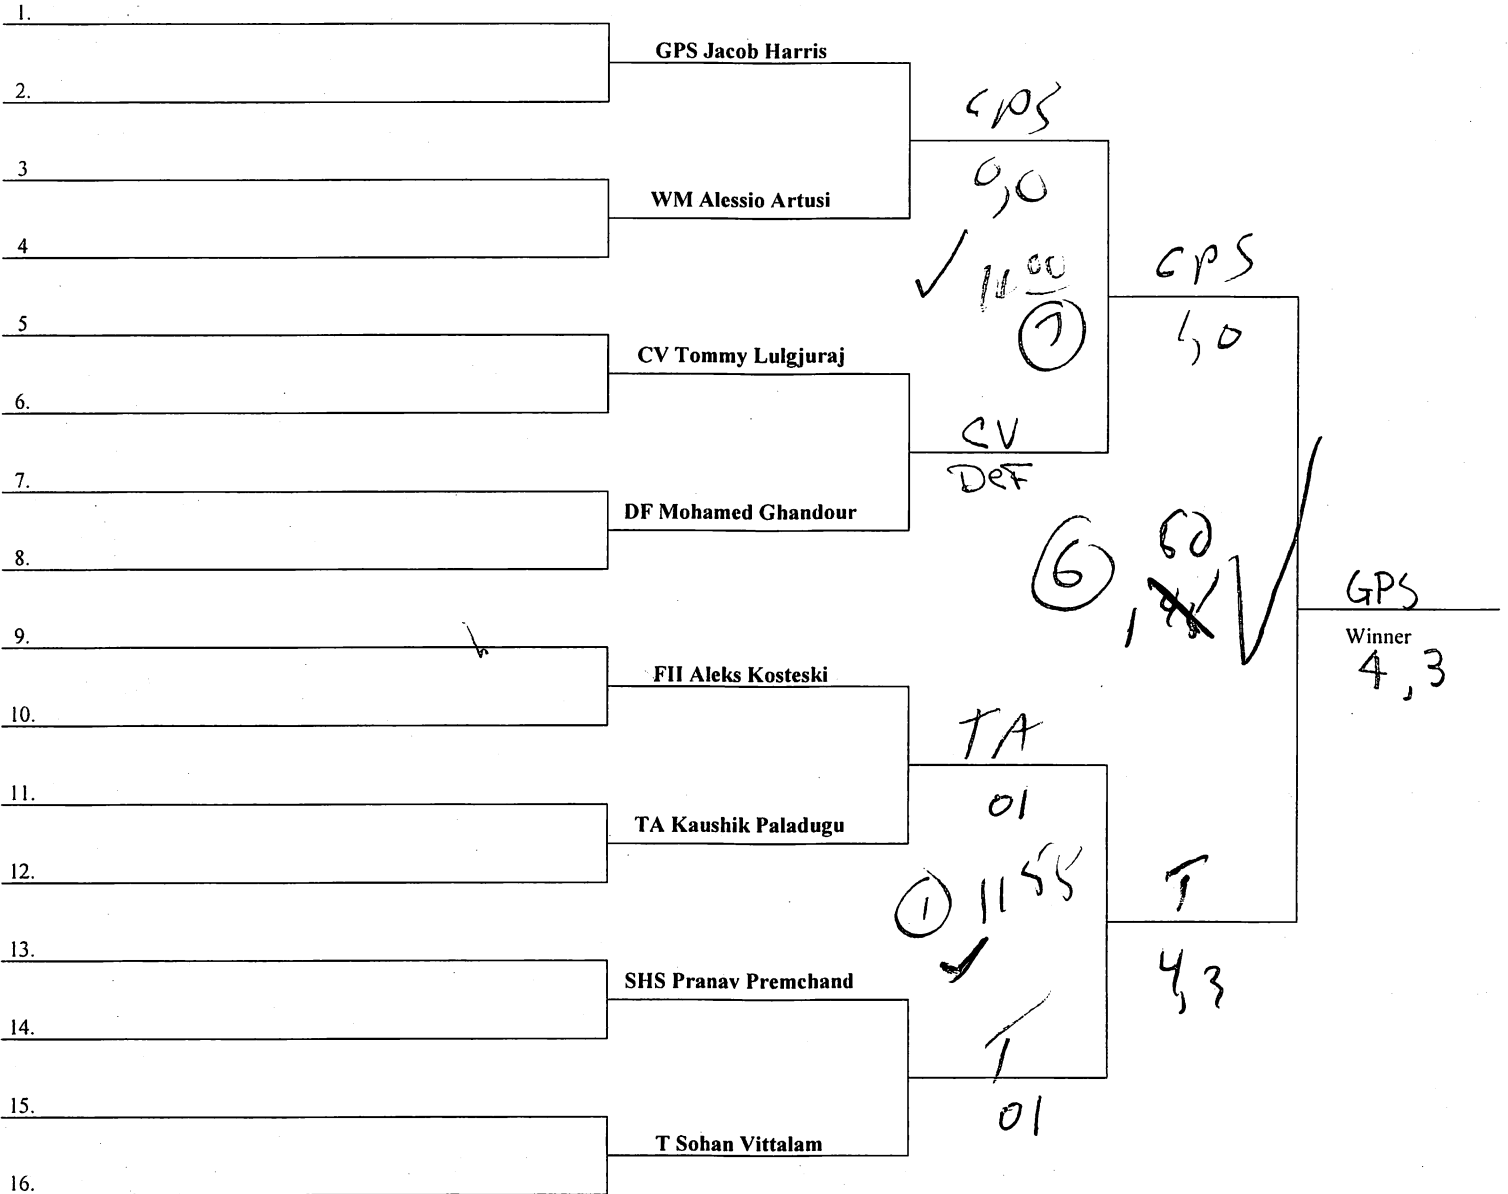 1.
GPS Jacob Harris
2.
GPS
3
0,0
WM Alessio Artusi
4
11 00
GPS
5
1,0
CV Tommy Lulgjuraj
6.
CV
DeF
7.
DF Mohamed Ghandour
8.
6
GPS
9.
Winner
4,3
FII Aleks Kosteski
10.
TA
11.
01
TA Kaushik Paladugu
12.
1 11 55
T
13.
SHS Pranav Premchand
4,3
14.
T
15.
01
T Sohan Vittalam
16.